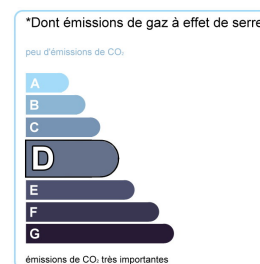 *Dont émissions de gaz à effet de serre
peu d'émissions de CO₂
A
B
C
D
E
F
G
émissions de CO₂ très importantes